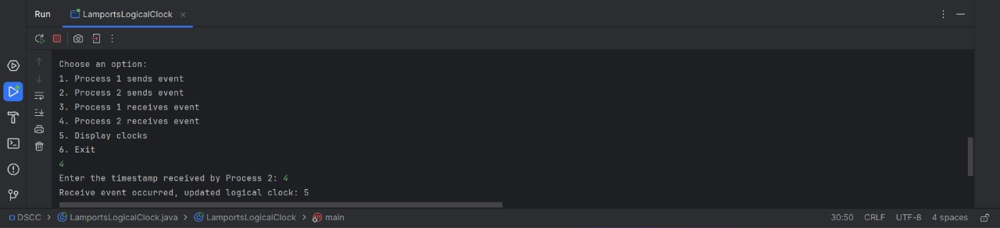 Run LamportsLogicalClock
Choose an option:
1. Process 1 sends event
2. Process 2 sends event
3. Process 1 receives event
4. Process 2 receives event
5. Display clocks
6. Exit
4
Enter the timestamp received by Process 2: 4
Receive event occurred, updated logical clock: 5
DSCC > LamportsLogicalClock.java > LamportsLogicalClock > main 30:50 CRLF UTF-8 4 spaces